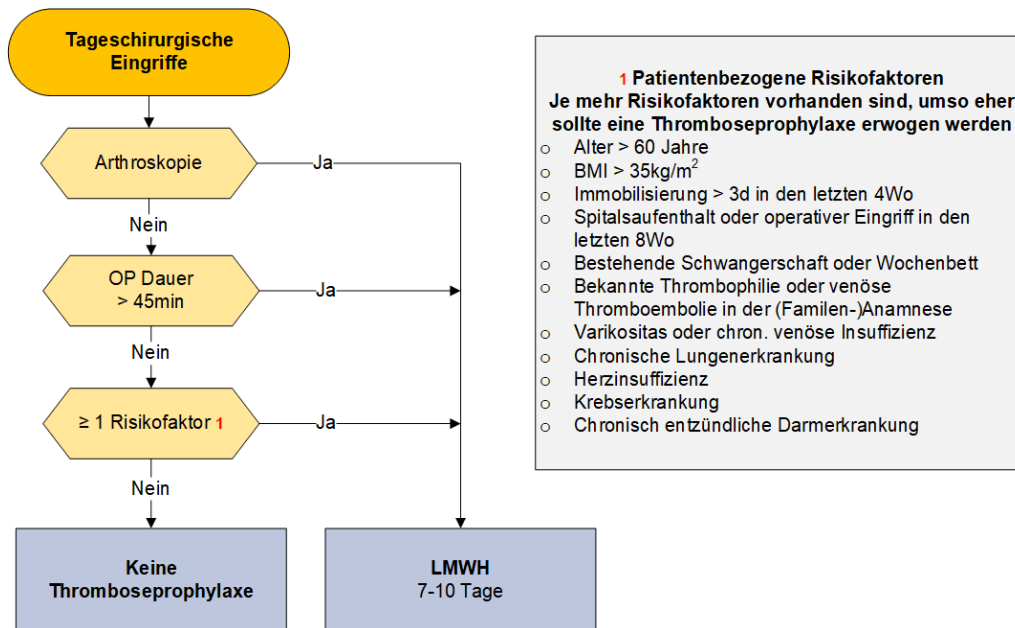 Tageschirurgische
Eingriffe
Arthroskopie
Ja
Nein
OP Dauer
> 45min
Ja
Nein
≥ 1 Risikofaktor 1
Ja
Nein
Keine
Thromboseprophylaxe
LMWH
7-10 Tage
1 Patientenbezogene Risikofaktoren
Je mehr Risikofaktoren vorhanden sind, umso eher
sollte eine Thromboseprophylaxe erwogen werden
o Alter > 60 Jahre
o BMI > 35kg/m²
o Immobilisierung > 3d in den letzten 4Wo
o Spitalsaufenthalt oder operativer Eingriff in den
letzten 8Wo
o Bestehende Schwangerschaft oder Wochenbett
o Bekannte Thrombophilie oder venöse
Thromboembolie in der (Familen-)Anamnese
o Varikositas oder chron. venöse Insuffizienz
o Chronische Lungenerkrankung
o Herzinsuffizienz
o Krebserkrankung
o Chronisch entzündliche Darmerkrankung